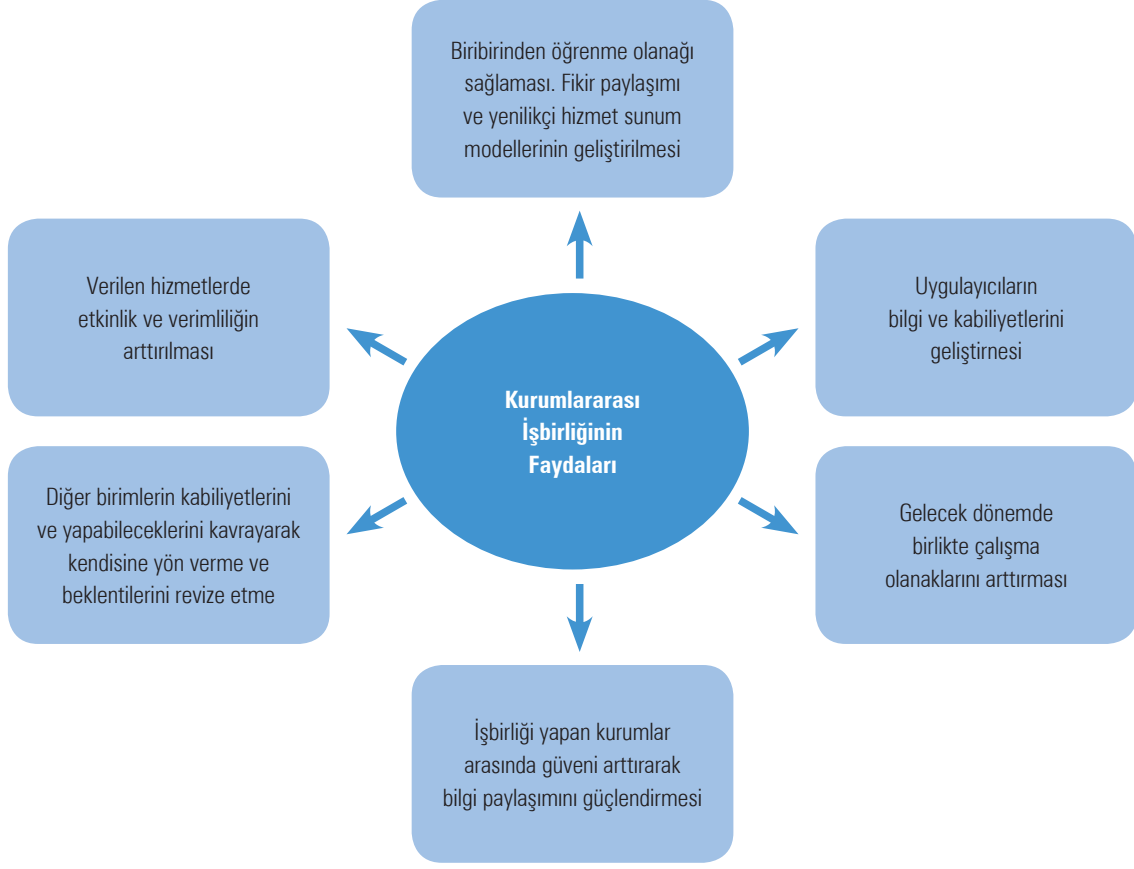 Biribirinden öğrenme olanağı
sağlaması. Fikir paylaşımı
ve yenilikçi hizmet sunum
modellerinin geliştirilmesi
Verilen hizmetlerde
etkinlik ve verimliliğin
arttırılması
Uygulayıcıların
bilgi ve kabiliyetlerini
geliştirnesi
Kurumlararası
İşbirliğinin
Faydaları
Diğer birimlerin kabiliyetlerini
ve yapabileceklerini kavrayarak
kendisine yön verme ve
beklentilerini revize etme
Gelecek dönemde
birlikte çalışma
olanaklarını arttırması
İşbirliği yapan kurumlar
arasında güveni arttırarak
bilgi paylaşımını güçlendirmesi